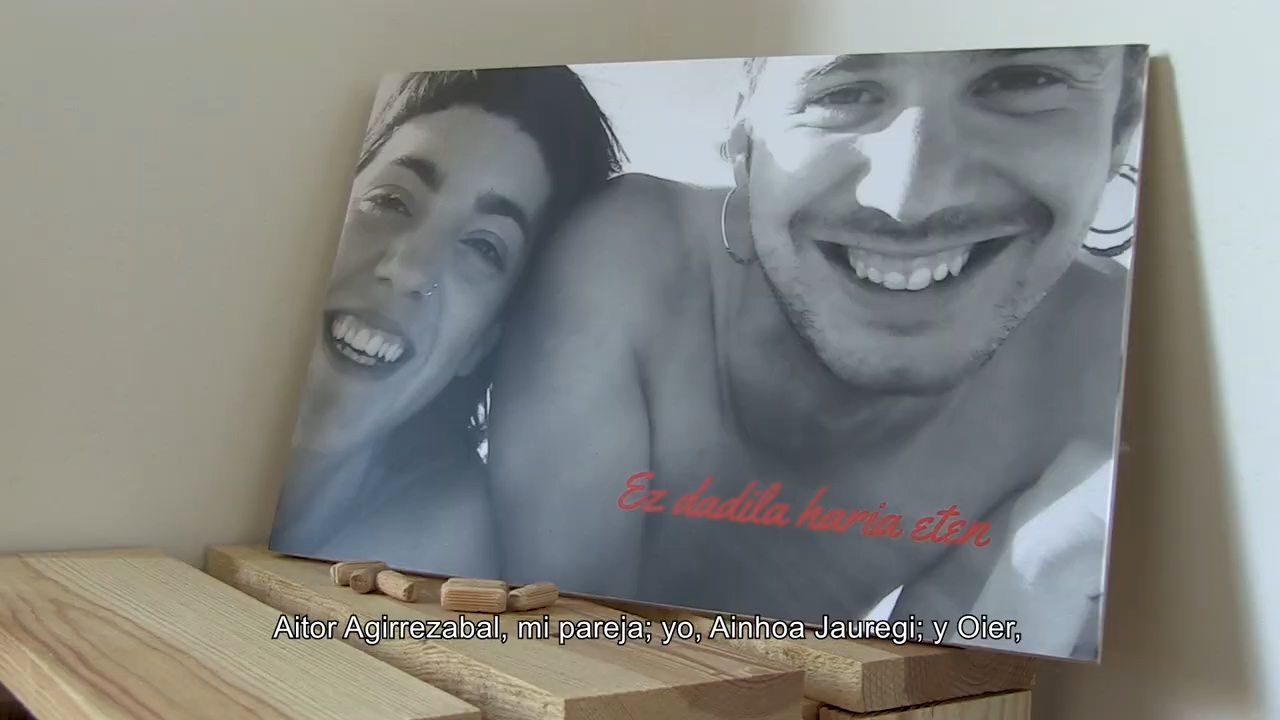 Ez dadila haria eten
Aitor Agirrezabal, mi pareja; yo, Ainhoa Jauregi; y Oier,